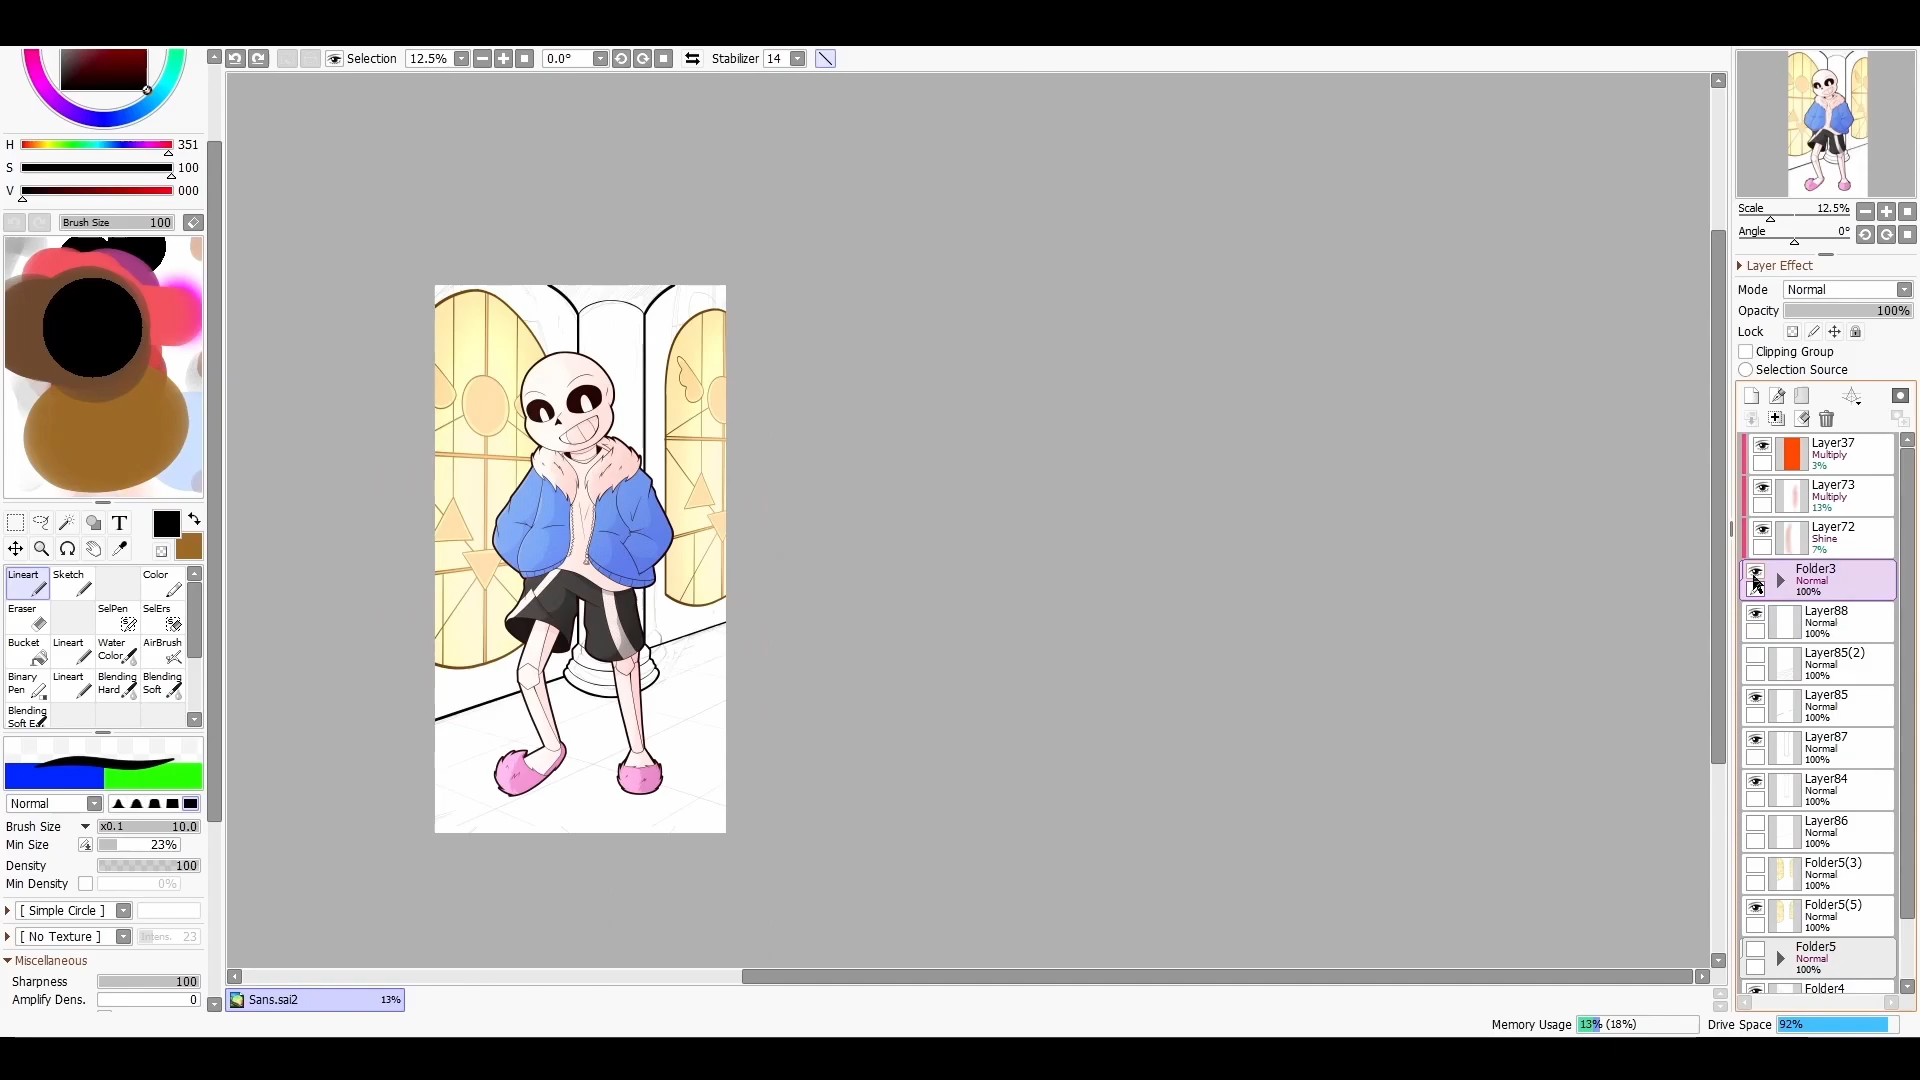 Selection 12.5% 0.0° Stabilizer 14
H 351
S 100
V 000
Brush Size 100
T
Lineart Sketch Color
Eraser SelPen SelErs
Bucket Lineart Water Color AirBrush
Binary Pen Lineart Blending Hard Blending Soft
Blending Soft E...
Normal
Brush Size x0.1 10.0
Min Size 23%
Density 100
Min Density 0%
[ Simple Circle ]
[ No Texture ] Intens. 23
Miscellaneous
Sharpness 100
Amplify Dens. 0
Sans.sai2 13%
Scale 12.5%
Angle 0°
Layer Effect
Mode Normal
Opacity 100%
Lock
Clipping Group
Selection Source
Layer37
Multiply
3%
Layer73
Multiply
13%
Layer72
Shine
7%
Folder3
Normal
100%
Layer88
Normal
100%
Layer85(2)
Normal
100%
Layer85
Normal
100%
Layer87
Normal
100%
Layer84
Normal
100%
Layer86
Normal
100%
Folder5(3)
Normal
100%
Folder5(5)
Normal
100%
Folder5
Normal
100%
Folder4
Memory Usage 13% (18%) Drive Space 92%